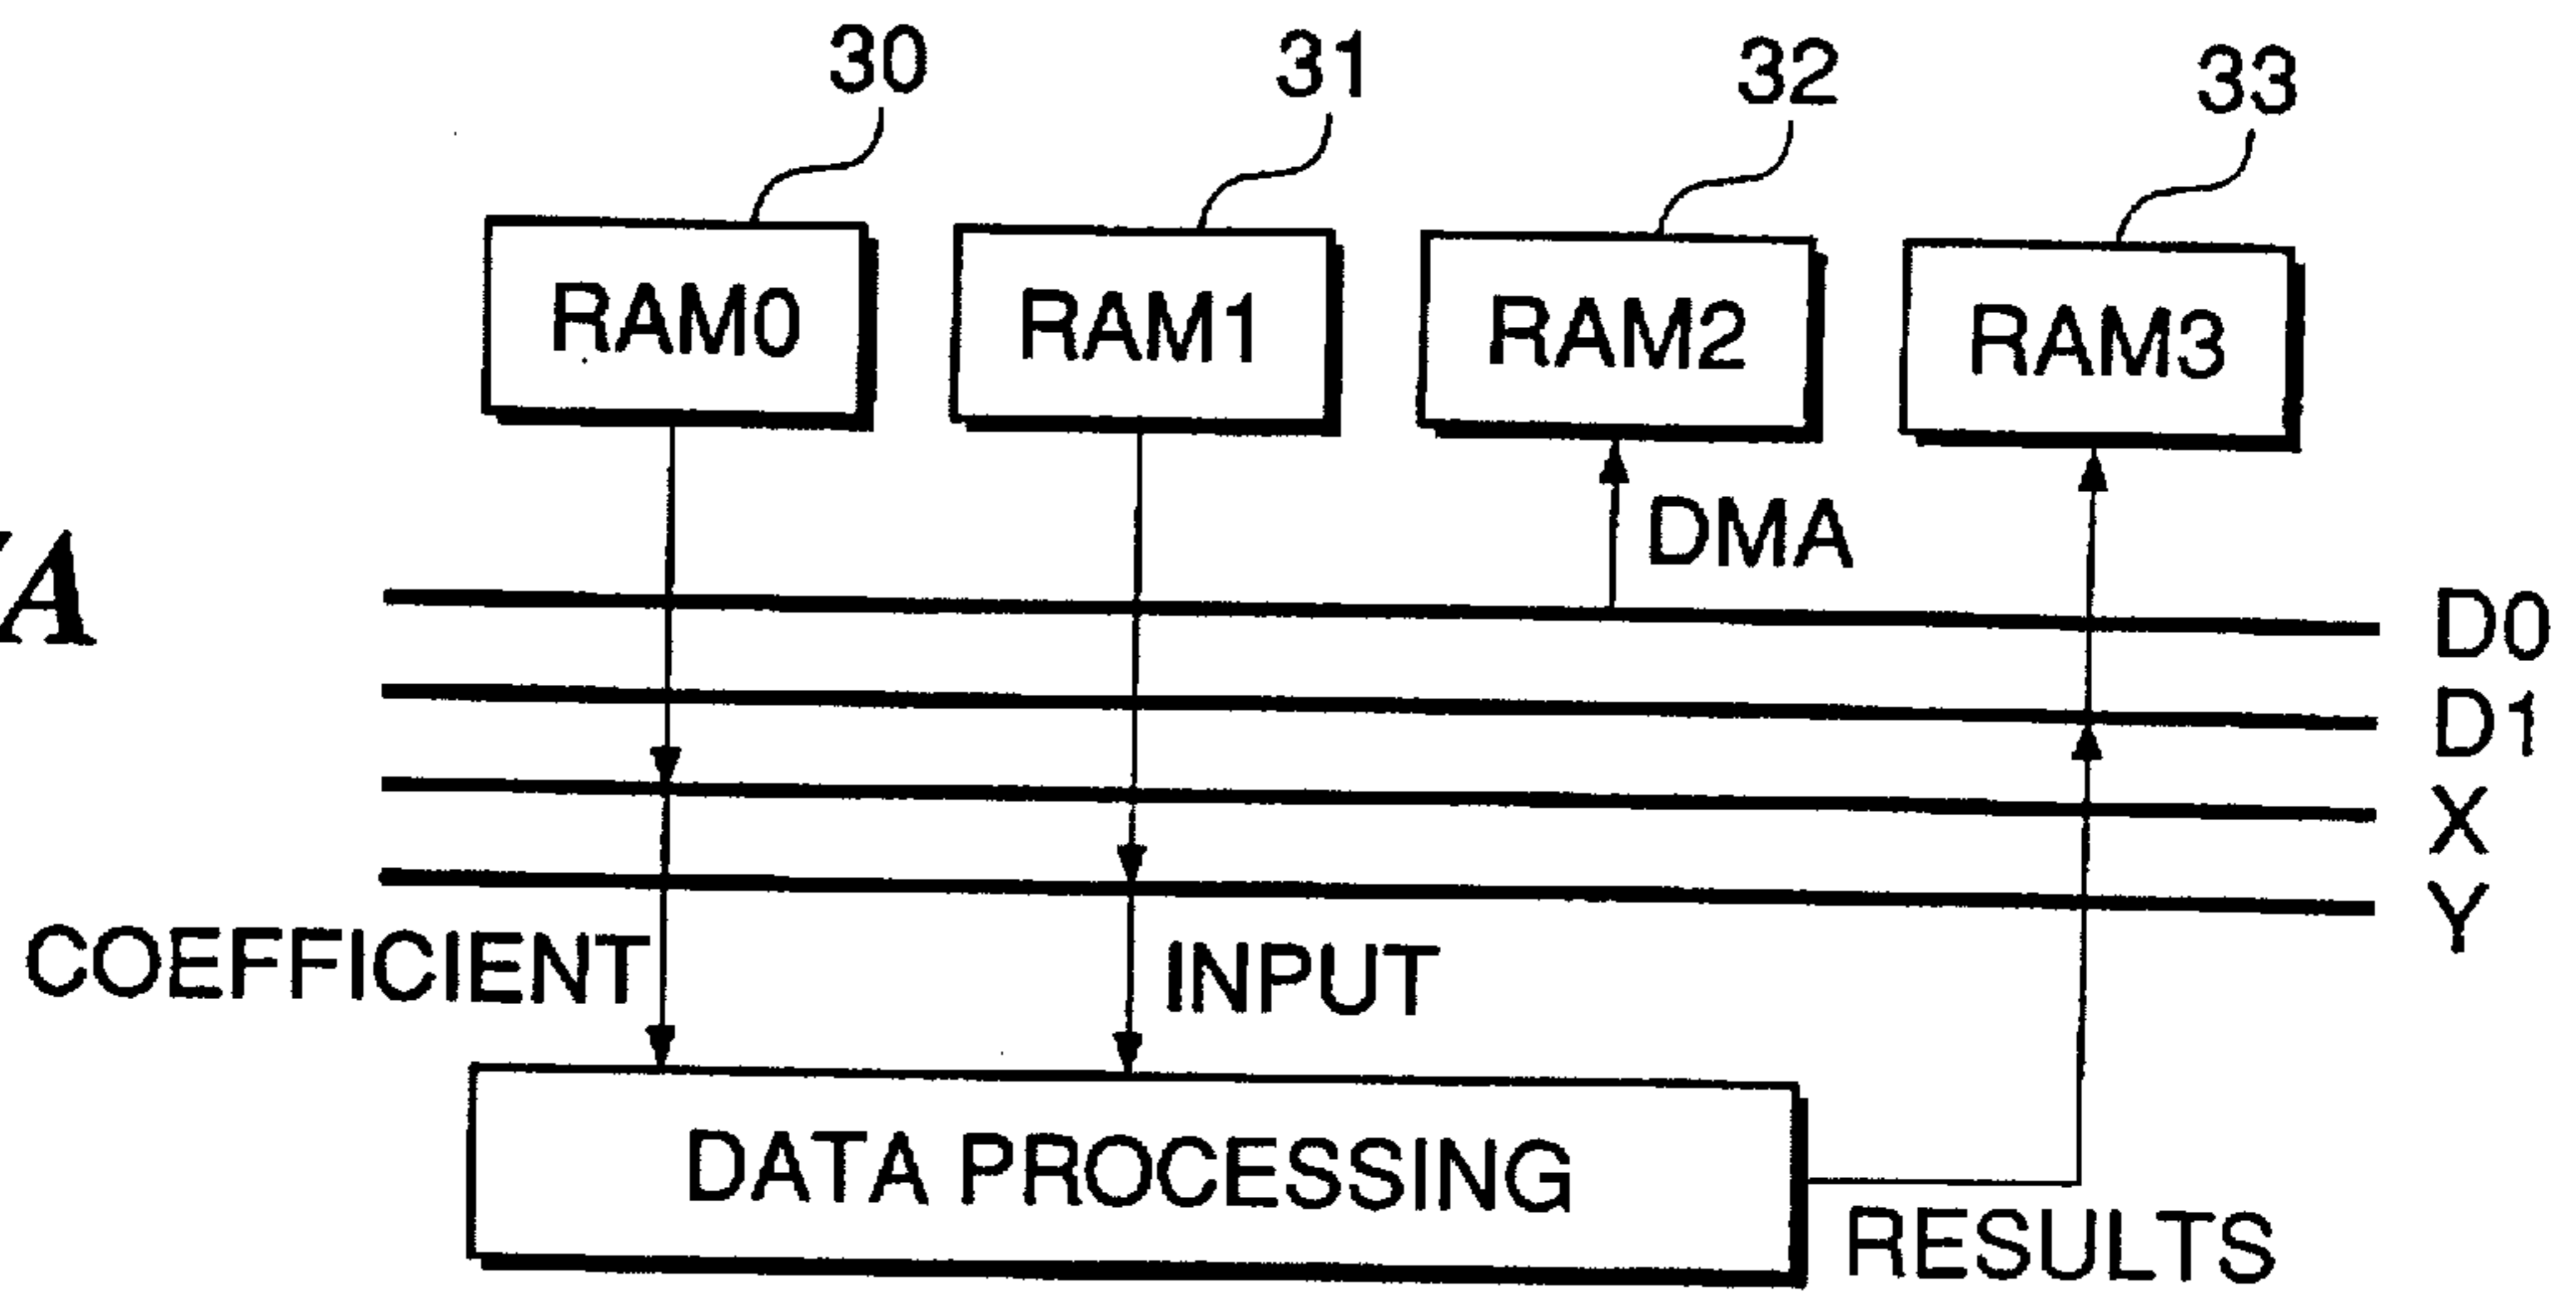 30 31 32 33
RAM0 RAM1 RAM2 RAM3
DMA
D0
D1
X
Y
COEFFICIENT INPUT
DATA PROCESSING
RESULTS